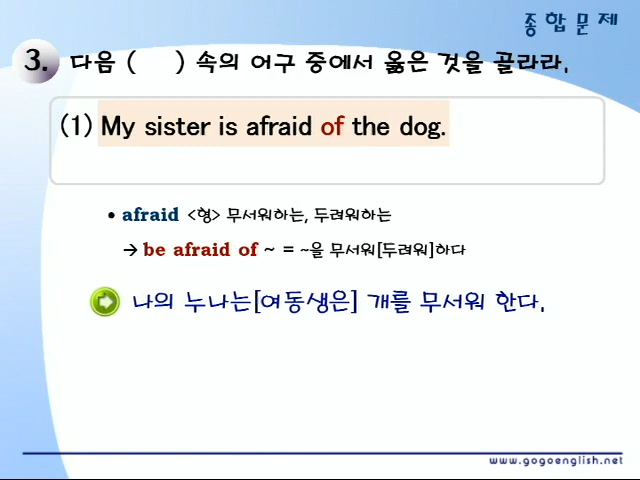 종합문제
3. 다음 (    ) 속의 어구 중에서 옳은 것을 골라라.
(1) My sister is afraid of the dog.
• afraid <형> 무서워하는, 두려워하는
→ be afraid of ~ = ~을 무서워[두려워]하다
나의 누나는[여동생은] 개를 무서워 한다.
www.gogoenglish.net